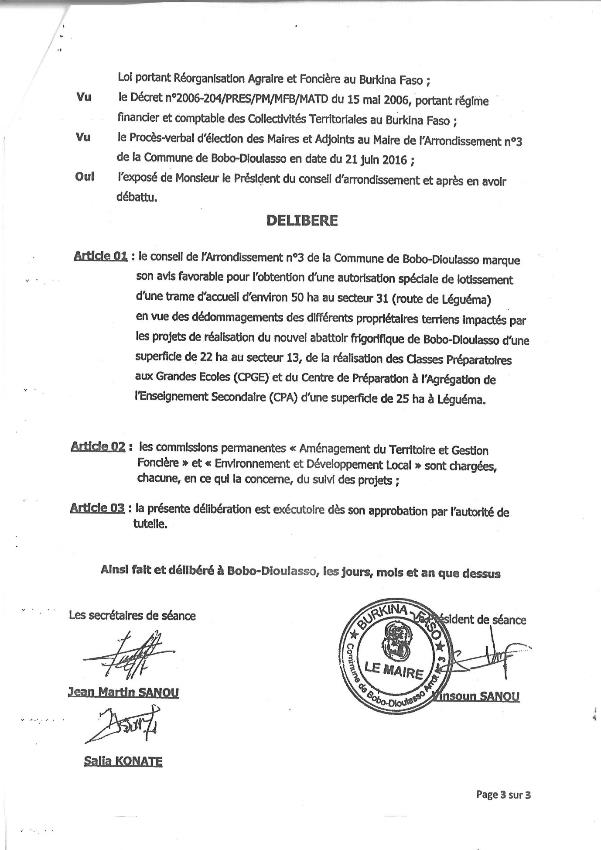 Loi portant Réorganisation Agraire et Foncière au Burkina Faso ;
Vu le Décret n°2006-204/PRES/PM/MFB/MATD du 15 mai 2006, portant régime
financier et comptable des Collectivités Territoriales au Burkina Faso ;
Vu le Procès-verbal d'élection des Maires et Adjoints au Maire de l'Arrondissement n°3
de la Commune de Bobo-Dioulasso en date du 21 juin 2016 ;
Ouï l'exposé de Monsieur le Président du conseil d'arrondissement et après en avoir
débattu.
DELIBERE
Article 01 : le conseil de l'Arrondissement n°3 de la Commune de Bobo-Dioulasso marque
son avis favorable pour l'obtention d'une autorisation spéciale de lotissement
d'une trame d'accueil d'environ 50 ha au secteur 31 (route de Léguéma)
en vue des dédommagements des différents propriétaires terriens impactés par
les projets de réalisation du nouvel abattoir frigorifique de Bobo-Dioulasso d'une
superficie de 22 ha au secteur 13, de la réalisation des Classes Préparatoires
aux Grandes Ecoles (CPGE) et du Centre de Préparation à l'Agrégation de
l'Enseignement Secondaire (CPA) d'une superficie de 25 ha à Léguéma.
Article 02 : les commissions permanentes « Aménagement du Territoire et Gestion
Foncière » et « Environnement et Développement Local » sont chargées,
chacune, en ce qui la concerne, du suivi des projets ;
Article 03 : la présente délibération est exécutoire dès son approbation par l'autorité de
tutelle.
Ainsi fait et délibéré à Bobo-Dioulasso, les jours, mois et an que dessus
Les secrétaires de séance
de séance
BURKINA-FASO
LE MAIRE
Commune de Bobo-Dioulasso Arrdt N° 3
Jean Martin SANOU
SANOU
Salia KONATE
Page 3 sur 3